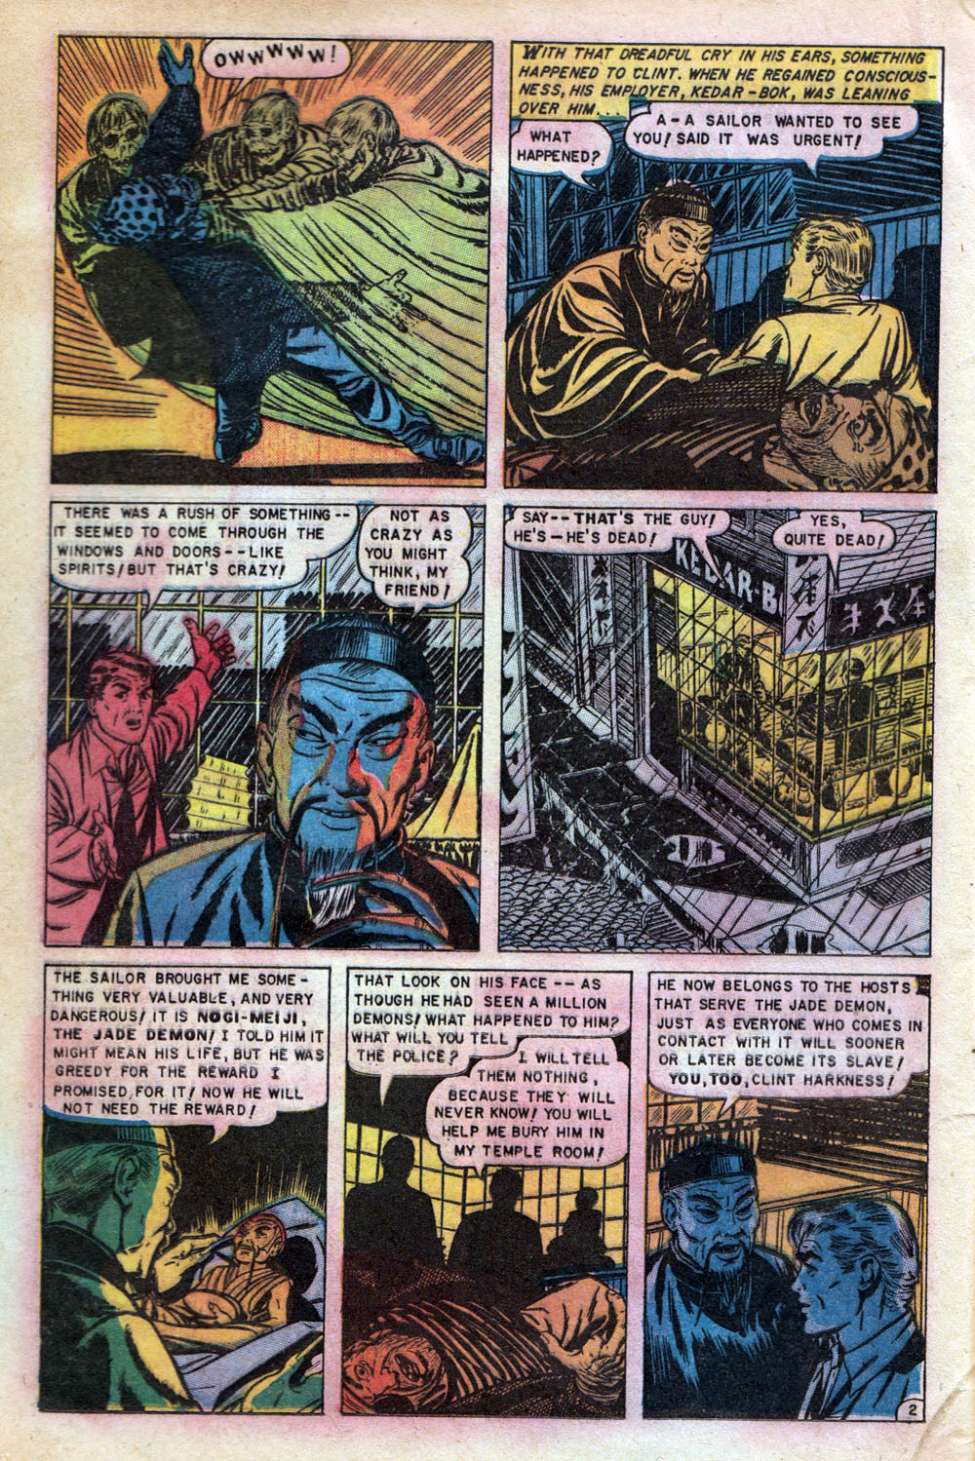 OWWWWW!
WITH THAT DREADFUL CRY IN HIS EARS, SOMETHING
HAPPENED TO CLINT. WHEN HE REGAINED CONSCIOUS-
NESS, HIS EMPLOYER, KEDAR-BOK, WAS LEANING
OVER HIM...
WHAT
HAPPENED?
A-A SAILOR WANTED TO SEE
YOU! SAID IT WAS URGENT!
THERE WAS A RUSH OF SOMETHING--
IT SEEMED TO COME THROUGH THE
WINDOWS AND DOORS--LIKE
SPIRITS! BUT THAT'S CRAZY!
NOT AS
CRAZY AS
YOU MIGHT
THINK, MY
FRIEND!
SAY--THAT'S THE GUY!
HE'S-HE'S DEAD!
YES,
QUITE DEAD!
KEDAR-B
THE SAILOR BROUGHT ME SOME-
THING VERY VALUABLE, AND VERY
DANGEROUS! IT IS NOGI-MEIJI,
THE JADE DEMON! I TOLD HIM IT
MIGHT MEAN HIS LIFE, BUT HE WAS
GREEDY FOR THE REWARD I
PROMISED FOR IT! NOW HE WILL
NOT NEED THE REWARD!
THAT LOOK ON HIS FACE--AS
THOUGH HE HAD SEEN A MILLION
DEMONS! WHAT HAPPENED TO HIM?
WHAT WILL YOU TELL
THE POLICE?
I WILL TELL
THEM NOTHING,
BECAUSE THEY WILL
NEVER KNOW! YOU WILL
HELP ME BURY HIM IN
MY TEMPLE ROOM!
HE NOW BELONGS TO THE HOSTS
THAT SERVE THE JADE DEMON,
JUST AS EVERYONE WHO COMES IN
CONTACT WITH IT WILL SOONER
OR LATER BECOME ITS SLAVE!
YOU, TOO, CLINT HARKNESS!
2